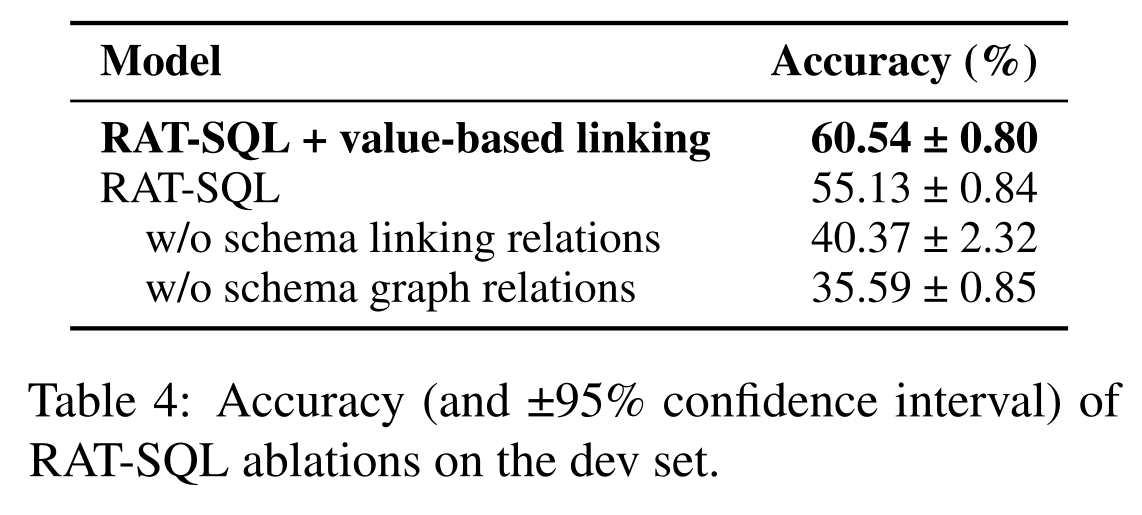 Model Accuracy (%)
RAT-SQL + value-based linking 60.54 ± 0.80
RAT-SQL 55.13 ± 0.84
w/o schema linking relations 40.37 ± 2.32
w/o schema graph relations 35.59 ± 0.85
Table 4: Accuracy (and ±95% confidence interval) of
RAT-SQL ablations on the dev set.